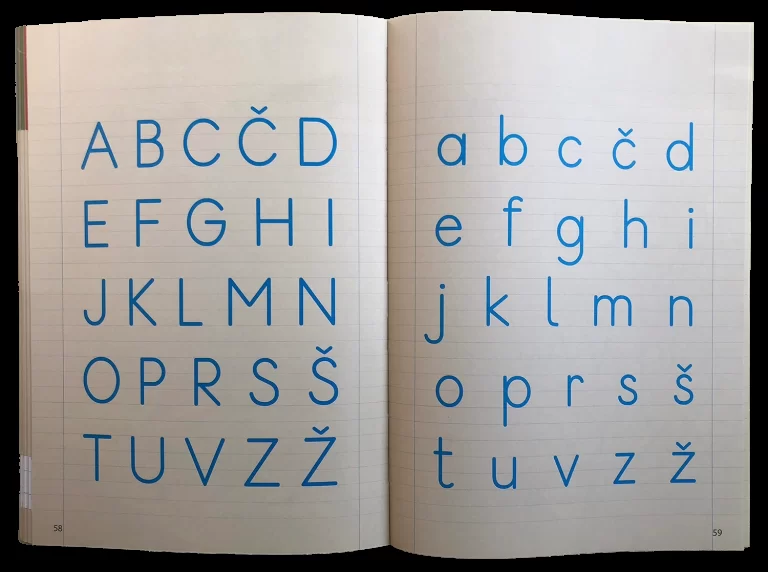 A B C Č D
E F G H I
J K L M N
O P R S Š
T U V Z Ž
58
a b c č d
e f g h i
j k l m n
o p r s š
t u v z ž
59